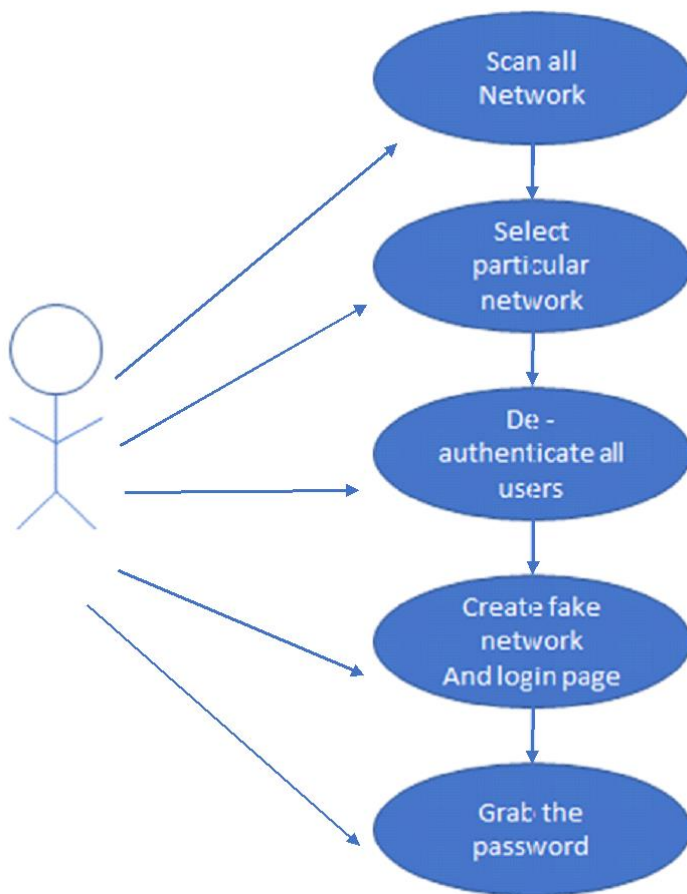 Scan all
Network
Select
particular
network
De -
authenticate all
users
Create fake
network
And login page
Grab the
password